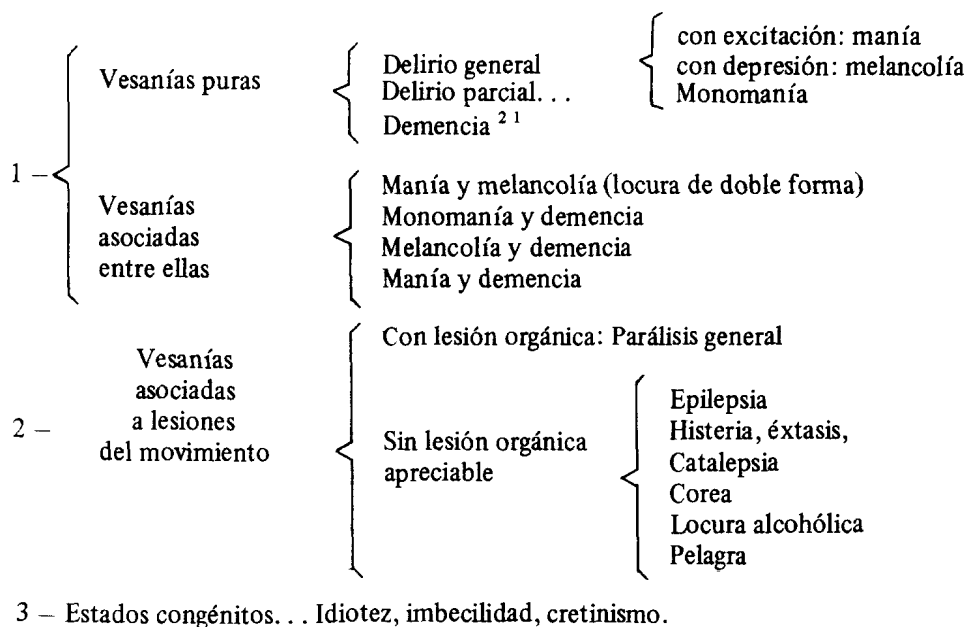 1 –
Vesanías puras
Delirio general
Delirio parcial. . .
Demencia 21
con excitación: manía
con depresión: melancolía
Monomanía
Vesanías
asociadas
entre ellas
Manía y melancolía (locura de doble forma)
Monomanía y demencia
Melancolía y demencia
Manía y demencia
2 –
Vesanías
asociadas
a lesiones
del movimiento
Con lesión orgánica: Parálisis general
Sin lesión orgánica
apreciable
Epilepsia
Histeria, éxtasis,
Catalepsia
Corea
Locura alcohólica
Pelagra
3 – Estados congénitos. . . Idiotez, imbecilidad, cretinismo.